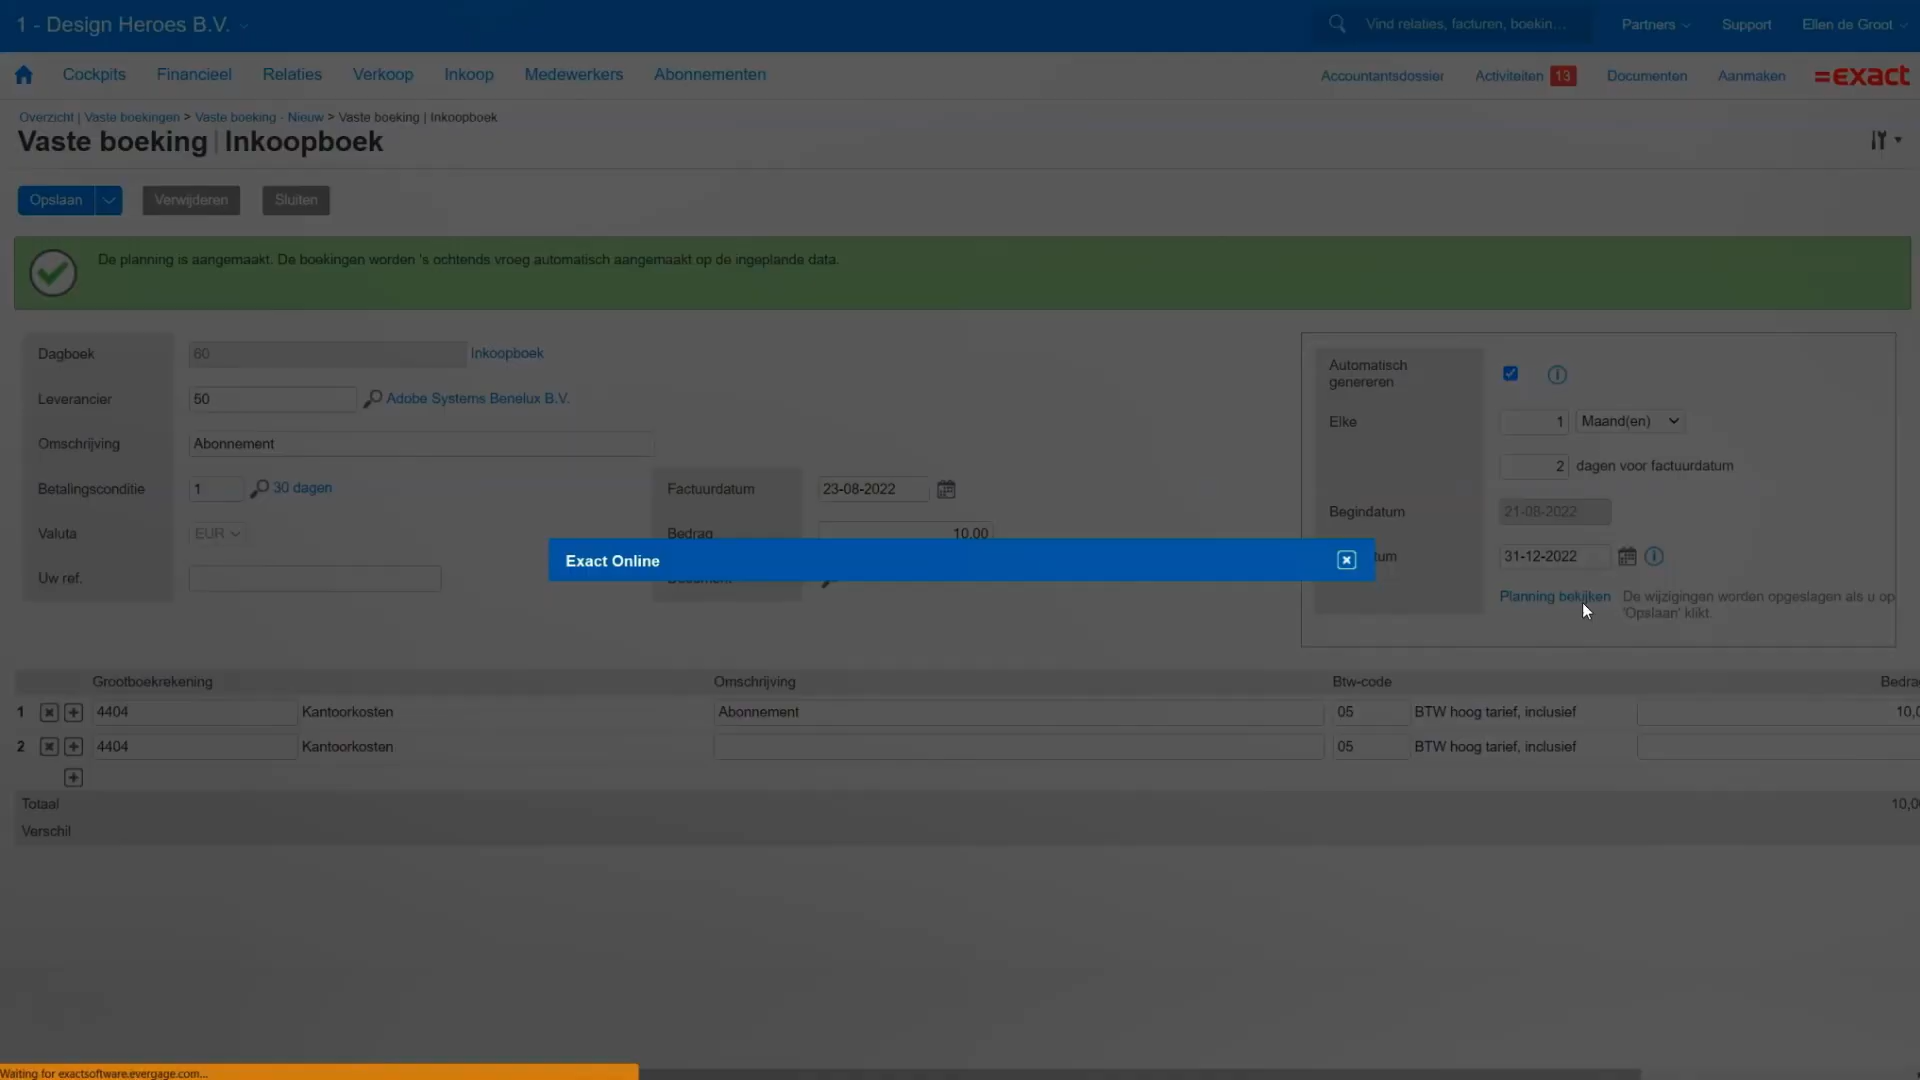 1 - Design Heroes B.V.
Vind relaties, facturen, boekin...
Partners
Support
Ellen de Groot
Cockpits
Financieel
Relaties
Verkoop
Inkoop
Medewerkers
Abonnementen
Accountantsdossier
Activiteiten 13
Documenten
Aanmaken
=exact
Overzicht | Vaste boekingen > Vaste boeking - Nieuw > Vaste boeking | Inkoopboek
Vaste boeking | Inkoopboek
Opslaan
Verwijderen
Sluiten
De planning is aangemaakt. De boekingen worden 's ochtends vroeg automatisch aangemaakt op de ingeplande data.
Dagboek 60 Inkoopboek
Leverancier 50 Adobe Systems Benelux B.V.
Omschrijving Abonnement
Betalingsconditie 1 30 dagen
Factuurdatum 23-08-2022
Valuta EUR
Bedrag 10,00
Uw ref.
Automatisch
genereren
Elke 1 Maand(en)
2 dagen voor factuurdatum
Begindatum 21-08-2022
tum 31-12-2022
Planning bekijken
De wijzigingen worden opgeslagen als u op
'Opslaan' klikt.
Exact Online
Grootboekrekening Omschrijving Btw-code Bedra
1 4404 Kantoorkosten Abonnement 05 BTW hoog tarief, inclusief 10,0
2 4404 Kantoorkosten 05 BTW hoog tarief, inclusief
Totaal 10,0
Verschil
Waiting for exactsoftware.evergage.com...